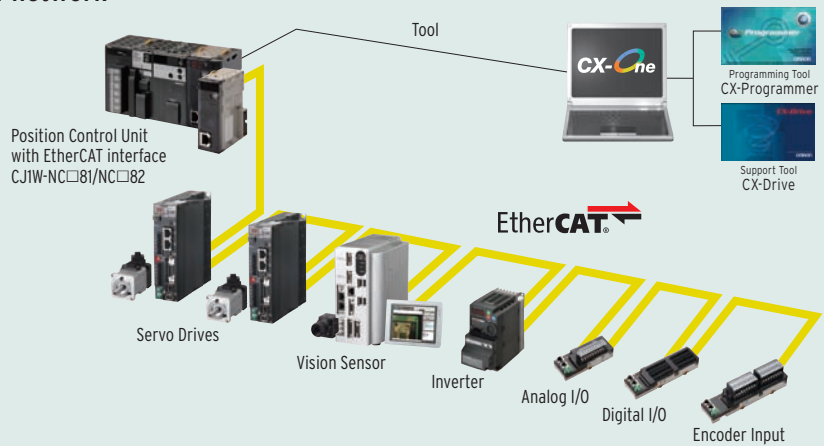 Tool
CX-One
Programmer
Programming Tool
CX-Programmer
Support Tool
CX-Drive
Position Control Unit
with EtherCAT interface
CJ1W-NC□81/NC□82
EtherCAT®
Servo Drives
Vision Sensor
Inverter
Analog I/O
Digital I/O
Encoder Input